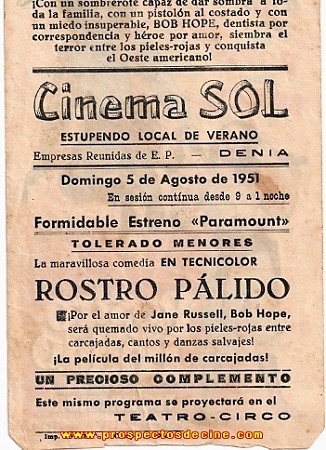 ¡Con un sombrerote capaz de dar sombra a to-
da la familia, con un pistolón al costado y con
un miedo insuperable, BOB HOPE, dentista por
correspondencia y héroe por amor, siembra el
terror entre los pieles-rojas y conquista
el Oeste americano!
Cinema SOL
ESTUPENDO LOCAL DE VERANO
Empresas Reunidas de E. P. — DENIA
Domingo 5 de Agosto de 1951
En sesión contínua desde 9 a 1 noche
Formidable Estreno «Paramount»
TOLERADO MENORES
La maravillosa comedia EN TECNICOLOR
ROSTRO PÁLIDO
¡Por el amor de Jane Russell, Bob Hope,
será quemado vivo por los pieles-rojas entre
carcajadas, cantos y danzas salvajes!
¡La película del millón de carcajadas!
UN PRECIOSO COMPLEMENTO
Este mismo programa se proyectará en el
TEATRO-CIRCO
Imp.
www.prospectosdecine.com